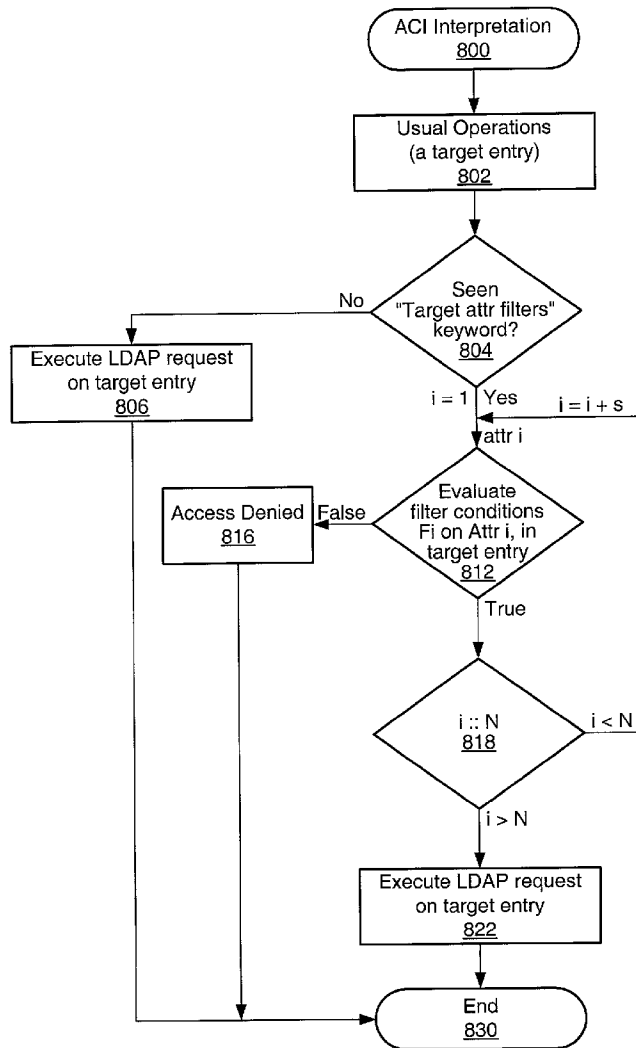 ACI Interpretation
800
Usual Operations
(a target entry)
802
Seen
"Target attr filters"
keyword?
804
No
Execute LDAP request
on target entry
806
i = 1
Yes
i = i + s
attr i
Evaluate
filter conditions
Fi on Attr i, in
target entry
812
False
Access Denied
816
True
i :: N
818
i < N
i > N
Execute LDAP request
on target entry
822
End
830